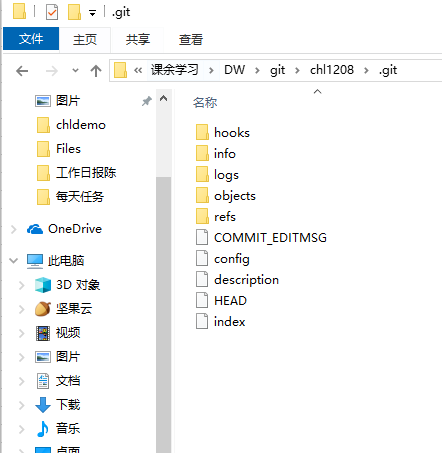 .git
文件 主页 共享 查看
« 课余学习 > DW > git > chl1208 > .git
图片
chldemo
Files
工作日报陈
每天任务
OneDrive
此电脑
3D 对象
坚果云
视频
图片
文档
下载
音乐
桌面
名称
hooks
info
logs
objects
refs
COMMIT_EDITMSG
config
description
HEAD
index